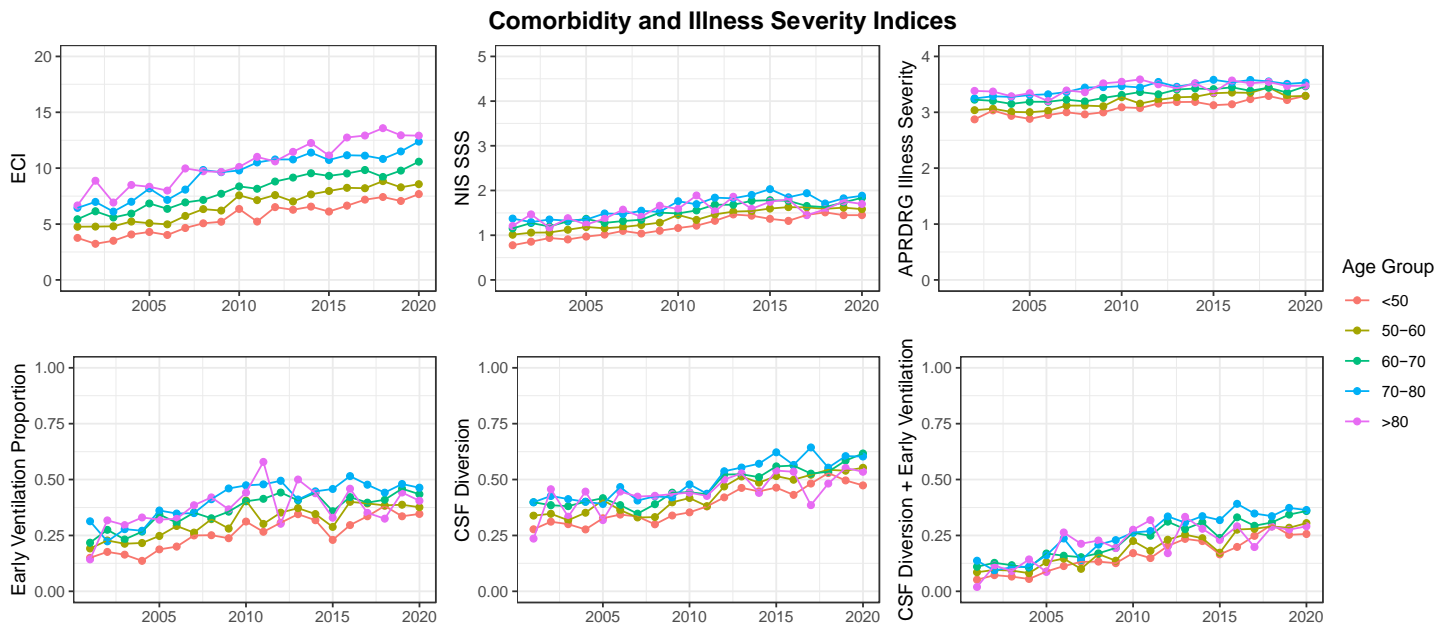 Comorbidity and Illness Severity Indices
ECI
20
15
10
5
0
2005 2010 2015 2020
NIS SSS
5
4
3
2
1
0
2005 2010 2015 2020
APRDRG Illness Severity
4
3
2
1
0
2005 2010 2015 2020
Early Ventilation Proportion
1.00
0.75
0.50
0.25
0.00
2005 2010 2015 2020
CSF Diversion
1.00
0.75
0.50
0.25
0.00
2005 2010 2015 2020
CSF Diversion + Early Ventilation
1.00
0.75
0.50
0.25
0.00
2005 2010 2015 2020
Age Group
<50
50−60
60−70
70−80
>80